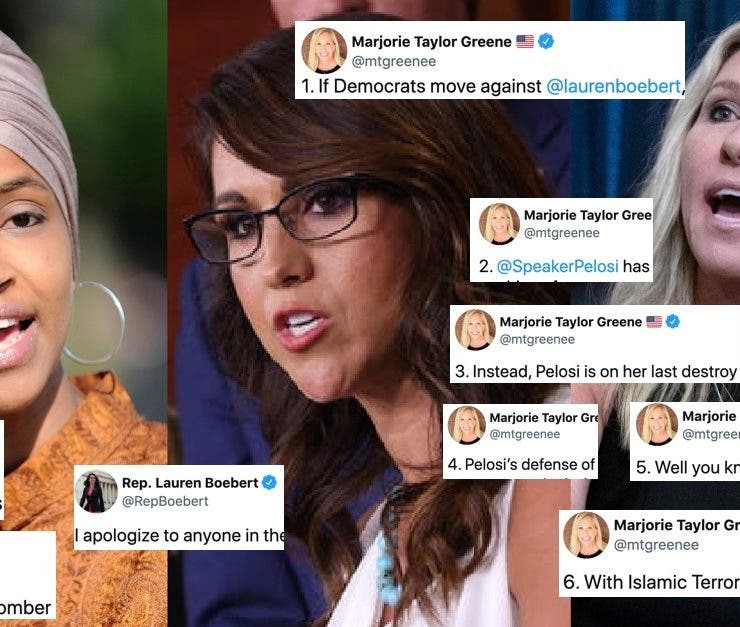 Marjorie Taylor Greene 🇺🇸
@mtgreenee
1. If Democrats move against @laurenboebert,
Marjorie Taylor Gree
@mtgreenee
2. @SpeakerPelosi has
Marjorie Taylor Greene 🇺🇸
@mtgreenee
3. Instead, Pelosi is on her last destroy
Marjorie Taylor Gre
@mtgreenee
4. Pelosi's defense of
Marjorie
@mtgree
5. Well you kn
Rep. Lauren Boebert
@RepBoebert
I apologize to anyone in the
Marjorie Taylor Gr
@mtgreenee
6. With Islamic Terror
s
omber